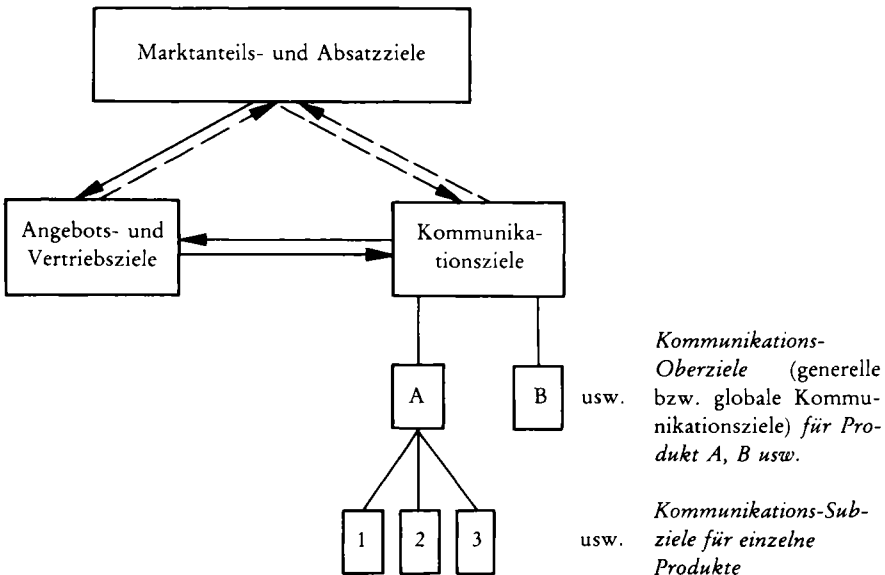 Marktanteils- und Absatzziele
Angebots- und
Vertriebsziele
Kommunika-
tionsziele
A
B
usw.
Kommunikations-
Oberziele (generelle
bzw. globale Kommu-
nikationsziele) für Pro-
dukt A, B usw.
1
2
3
usw.
Kommunikations-Sub-
ziele für einzelne
Produkte